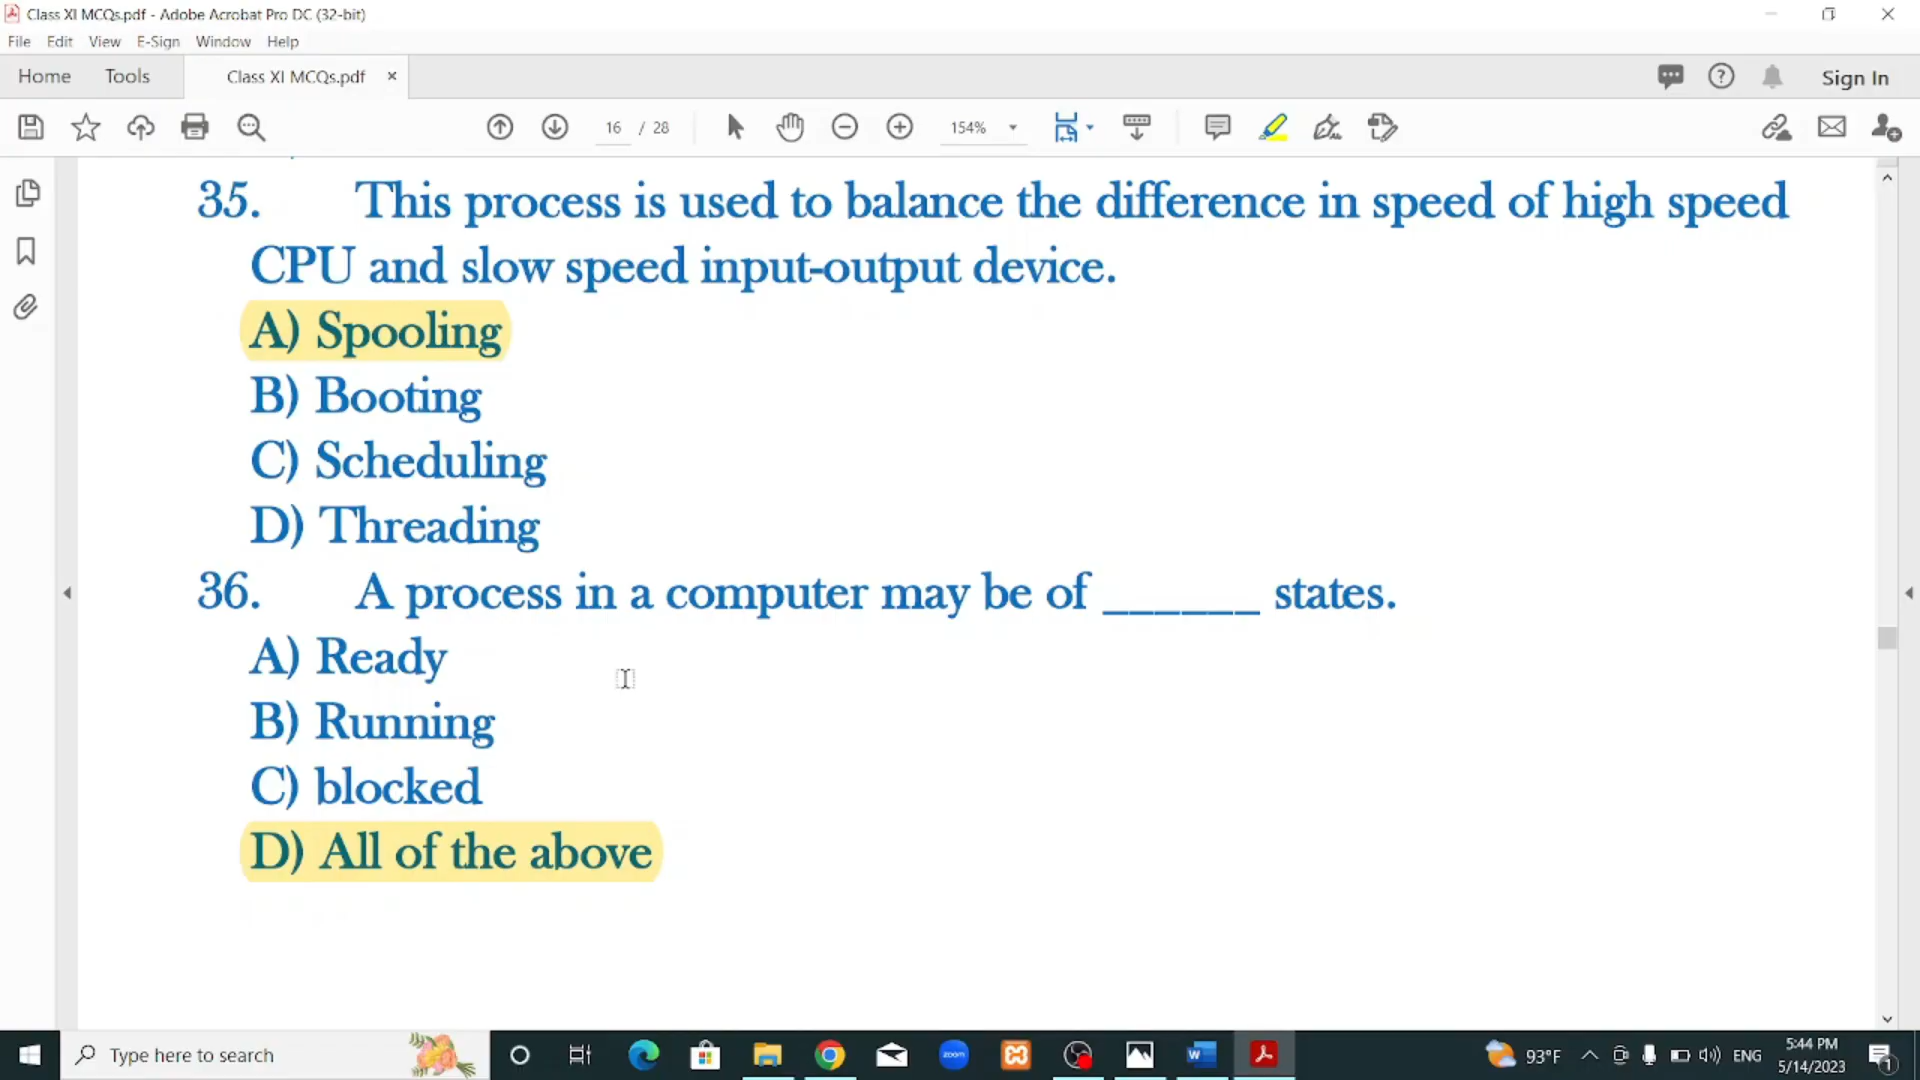 Class XI MCQs.pdf - Adobe Acrobat Pro DC (32-bit)
File Edit View E-Sign Window Help
Home Tools Class XI MCQs.pdf × Sign In
16 / 28 154%
35. This process is used to balance the difference in speed of high speed
CPU and slow speed input-output device.
A) Spooling
B) Booting
C) Scheduling
D) Threading
36. A process in a computer may be of ______ states.
A) Ready
B) Running
C) blocked
D) All of the above
Type here to search
zoom
93°F
ENG
5:44 PM
5/14/2023
1